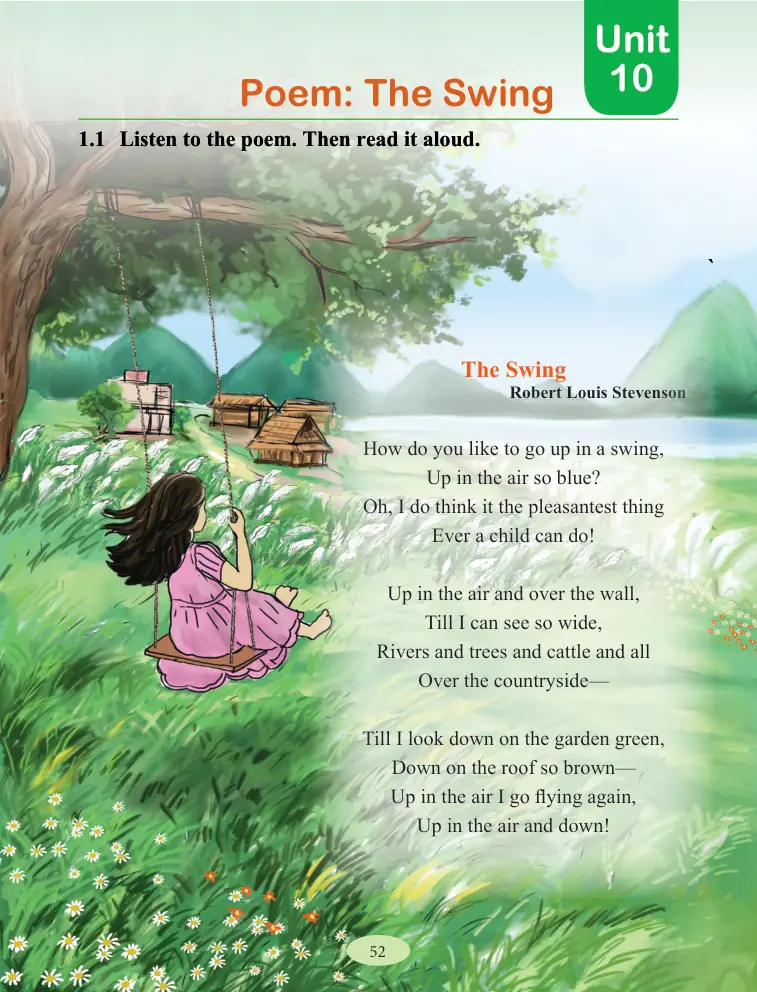 Unit
10
Poem: The Swing
1.1 Listen to the poem. Then read it aloud.
`
The Swing
Robert Louis Stevenson
How do you like to go up in a swing,
Up in the air so blue?
Oh, I do think it the pleasantest thing
Ever a child can do!
Up in the air and over the wall,
Till I can see so wide,
Rivers and trees and cattle and all
Over the countryside—
Till I look down on the garden green,
Down on the roof so brown—
Up in the air I go flying again,
Up in the air and down!
52